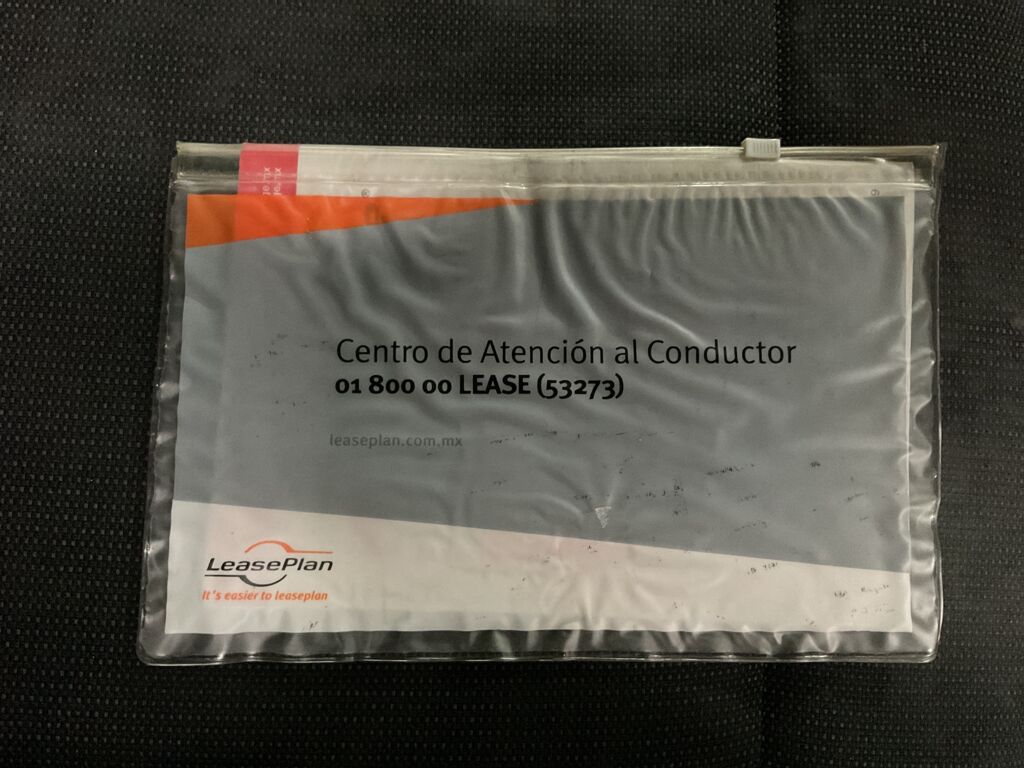 Centro de Atención al Conductor
01 800 00 LEASE (53273)
leaseplan.com.mx
LeasePlan
It's easier to leaseplan